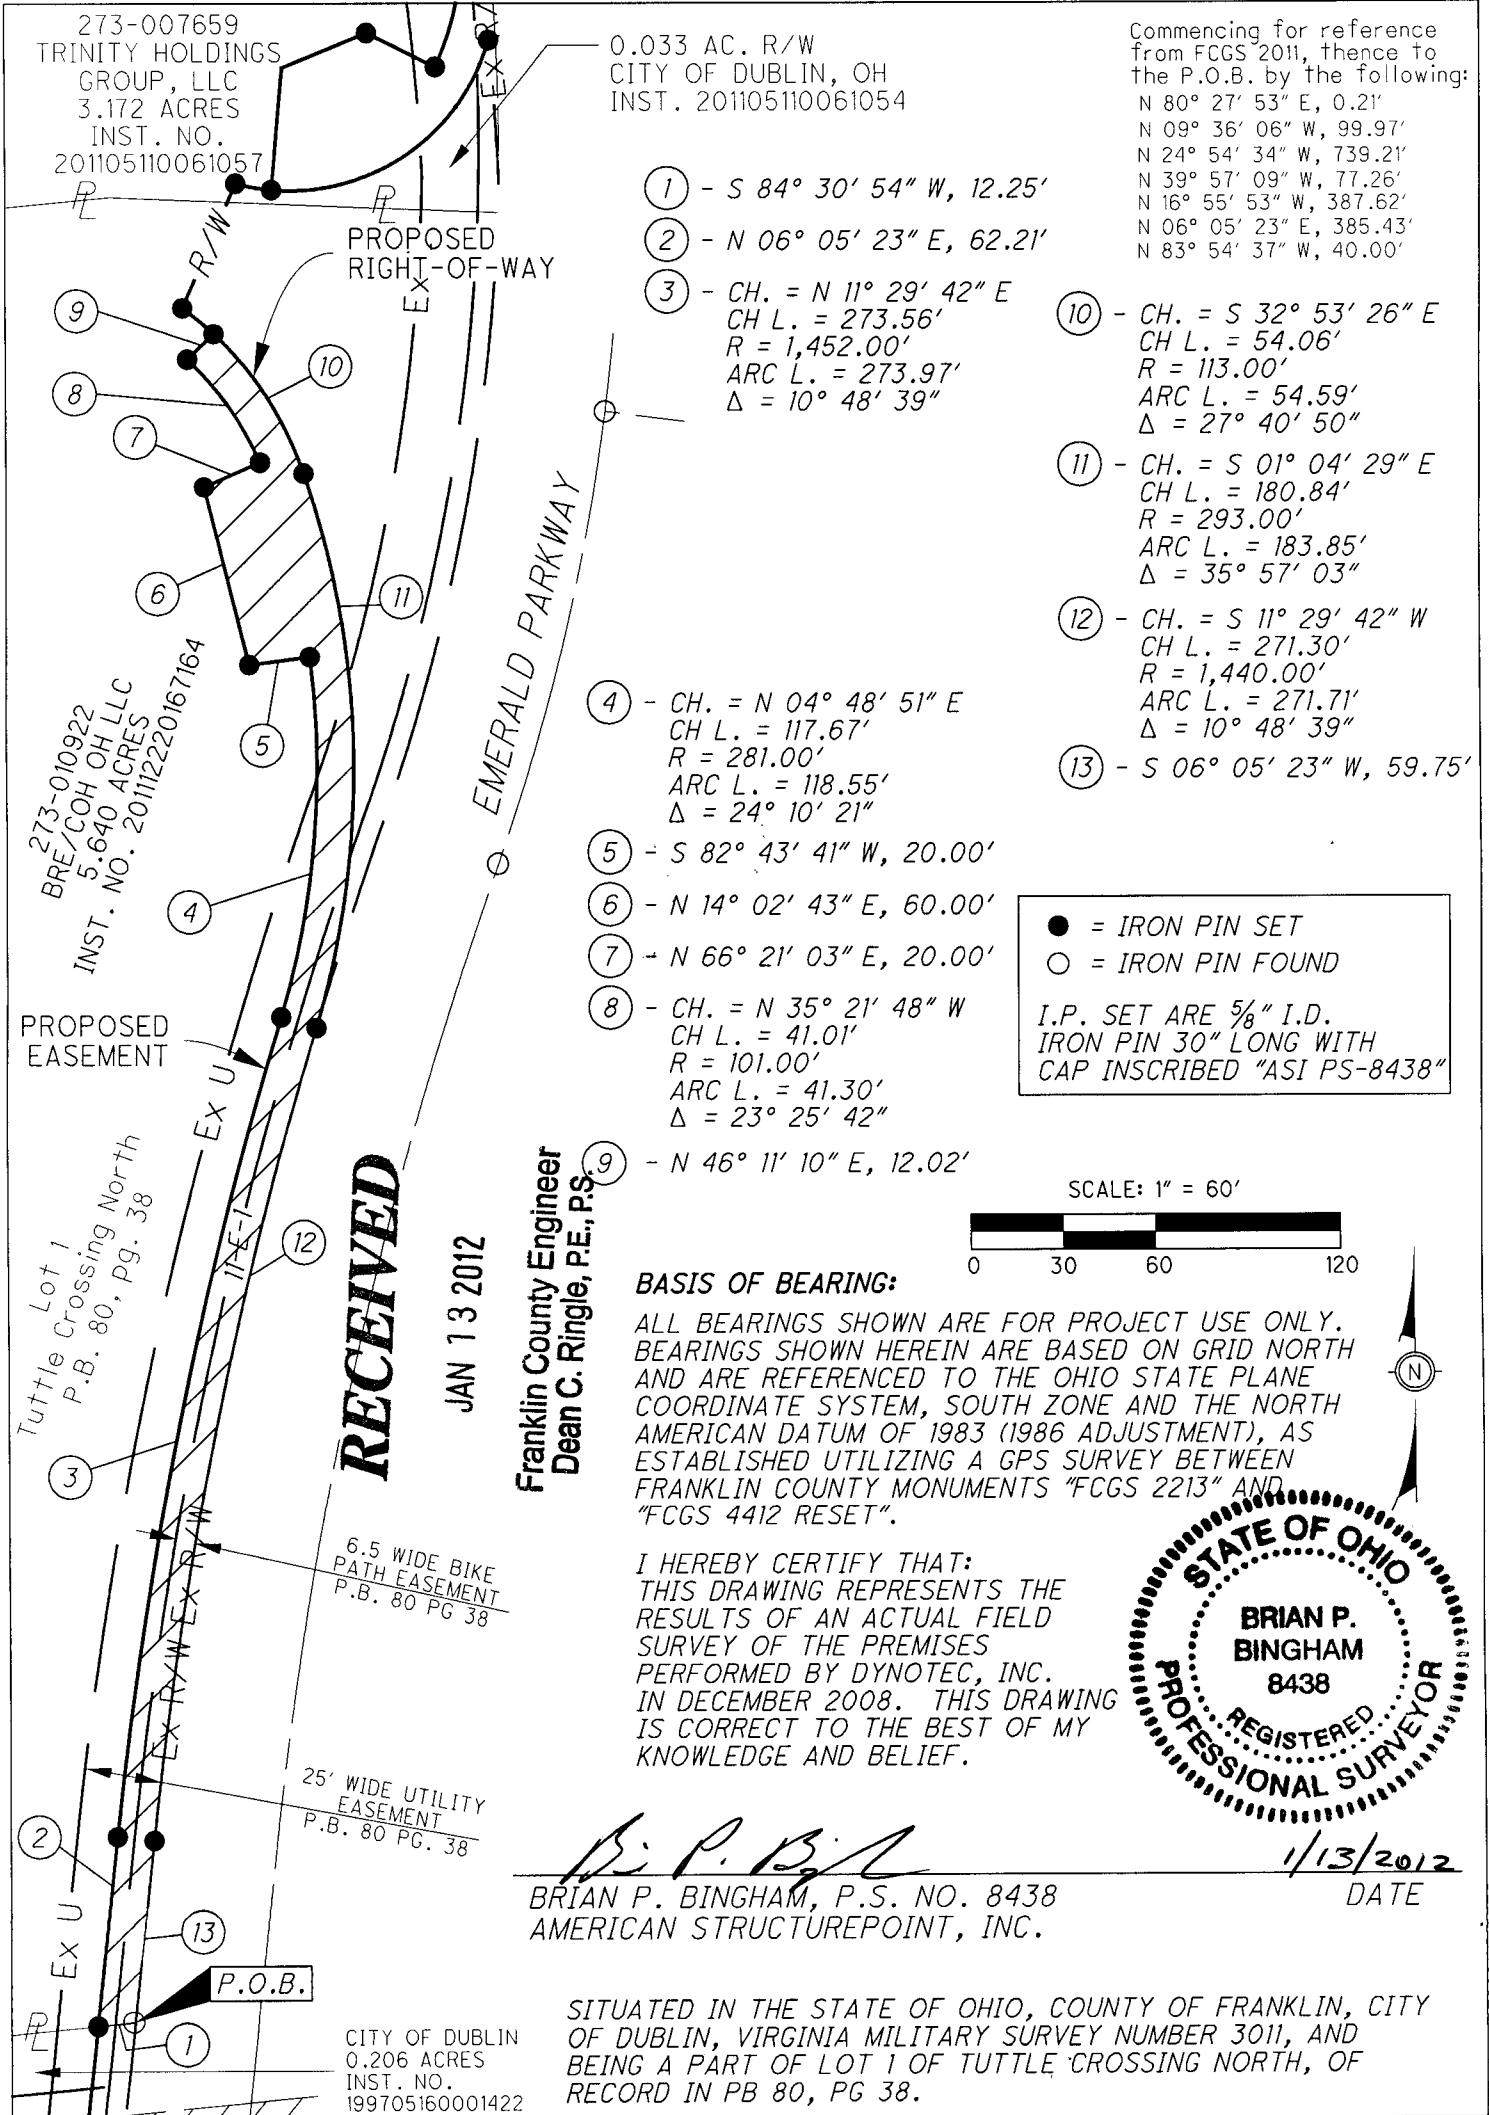 273-007659
TRINITY HOLDINGS
GROUP, LLC
3.172 ACRES
INST. NO.
201105110061057
0.033 AC. R/W
CITY OF DUBLIN, OH
INST. 201105110061054
Commencing for reference
from FCGS 2011, thence to
the P.O.B. by the following:
N 80° 27' 53" E, 0.21'
N 09° 36' 06" W, 99.97'
N 24° 54' 34" W, 739.21'
N 39° 57' 09" W, 77.26'
N 16° 55' 53" W, 387.62'
N 06° 05' 23" E, 385.43'
N 83° 54' 37" W, 40.00'
PL
PL
R/W
Ex R/
Ex
Ex
PROPOSED
RIGHT-OF-WAY
1 - S 84° 30' 54" W, 12.25'
2 - N 06° 05' 23" E, 62.21'
3 - CH. = N 11° 29' 42" E
CH L. = 273.56'
R = 1,452.00'
ARC L. = 273.97'
Δ = 10° 48' 39"
4 - CH. = N 04° 48' 51" E
CH L. = 117.67'
R = 281.00'
ARC L. = 118.55'
Δ = 24° 10' 21"
5 - S 82° 43' 41" W, 20.00'
6 - N 14° 02' 43" E, 60.00'
7 - N 66° 21' 03" E, 20.00'
8 - CH. = N 35° 21' 48" W
CH L. = 41.01'
R = 101.00'
ARC L. = 41.30'
Δ = 23° 25' 42"
9 - N 46° 11' 10" E, 12.02'
10 - CH. = S 32° 53' 26" E
CH L. = 54.06'
R = 113.00'
ARC L. = 54.59'
Δ = 27° 40' 50"
11 - CH. = S 01° 04' 29" E
CH L. = 180.84'
R = 293.00'
ARC L. = 183.85'
Δ = 35° 57' 03"
12 - CH. = S 11° 29' 42" W
CH L. = 271.30'
R = 1,440.00'
ARC L. = 271.71'
Δ = 10° 48' 39"
13 - S 06° 05' 23" W, 59.75'
9
10
8
7
6
11
5
4
12
3
2
13
1
EMERALD PARKWAY
273-010922
BRE/COH OH LLC
5.640 ACRES
INST. NO. 201112220167164
PROPOSED
EASEMENT
Ex U
11-E-1
Tuttle Lot 1
Crossing North
P.B. 80, pg. 38
● = IRON PIN SET
○ = IRON PIN FOUND
I.P. SET ARE 5/8" I.D.
IRON PIN 30" LONG WITH
CAP INSCRIBED "ASI PS-8438"
RECEIVED
JAN 13 2012
Franklin County Engineer
Dean C. Ringle, P.E., P.S.
SCALE: 1" = 60'
0 30 60 120
N
BASIS OF BEARING:
ALL BEARINGS SHOWN ARE FOR PROJECT USE ONLY.
BEARINGS SHOWN HEREIN ARE BASED ON GRID NORTH
AND ARE REFERENCED TO THE OHIO STATE PLANE
COORDINATE SYSTEM, SOUTH ZONE AND THE NORTH
AMERICAN DATUM OF 1983 (1986 ADJUSTMENT), AS
ESTABLISHED UTILIZING A GPS SURVEY BETWEEN
FRANKLIN COUNTY MONUMENTS "FCGS 2213" AND
"FCGS 4412 RESET".
I HEREBY CERTIFY THAT:
THIS DRAWING REPRESENTS THE
RESULTS OF AN ACTUAL FIELD
SURVEY OF THE PREMISES
PERFORMED BY DYNOTEC, INC.
IN DECEMBER 2008. THIS DRAWING
IS CORRECT TO THE BEST OF MY
KNOWLEDGE AND BELIEF.
STATE OF OHIO
BRIAN P.
BINGHAM
8438
REGISTERED
PROFESSIONAL SURVEYOR
6.5 WIDE BIKE
PATH EASEMENT
P.B. 80 PG 38
Ex R/W
Ex R/W
25' WIDE UTILITY
EASEMENT
P.B. 80 PG. 38
1/13/2012
BRIAN P. BINGHAM, P.S. NO. 8438
AMERICAN STRUCTUREPOINT, INC.
DATE
Ex U
P.O.B.
PL
CITY OF DUBLIN
0.206 ACRES
INST. NO.
199705160001422
SITUATED IN THE STATE OF OHIO, COUNTY OF FRANKLIN, CITY
OF DUBLIN, VIRGINIA MILITARY SURVEY NUMBER 3011, AND
BEING A PART OF LOT 1 OF TUTTLE CROSSING NORTH, OF
RECORD IN PB 80, PG 38.